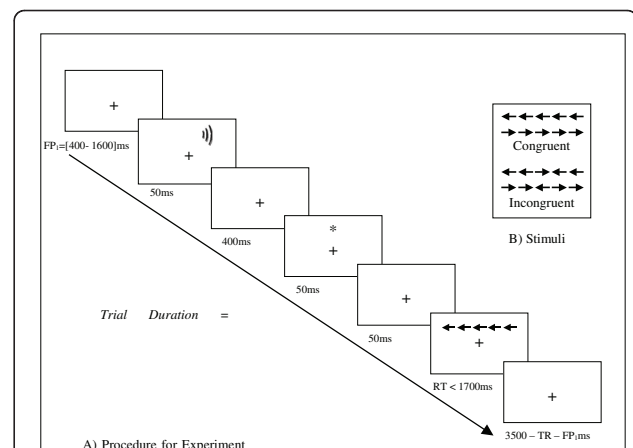 FP₁=[400- 1600]ms
50ms
400ms
*
50ms
50ms
RT < 1700ms
3500 – TR – FP₁ms
Trial Duration =
Congruent
Incongruent
B) Stimuli
A) Procedure for Experiment